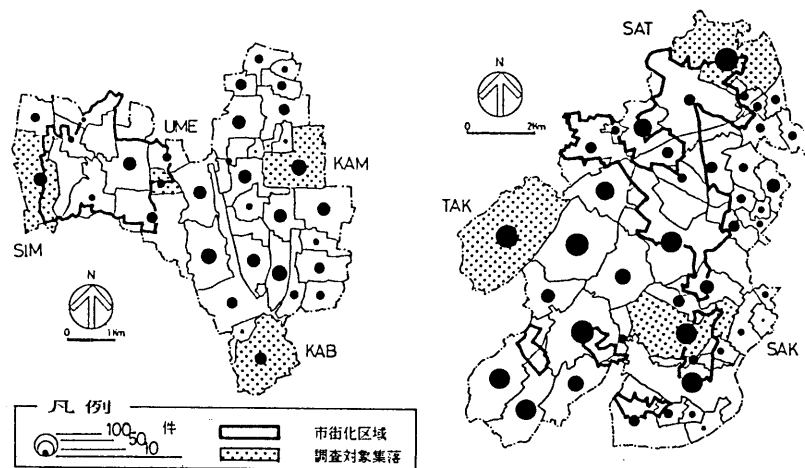 SAT
UME
N
KAM
0 2Km
TAK
SIM
N
0 1Km
KAB
SAK
凡例
100 50 10 件
市街化区域
調査対象集落